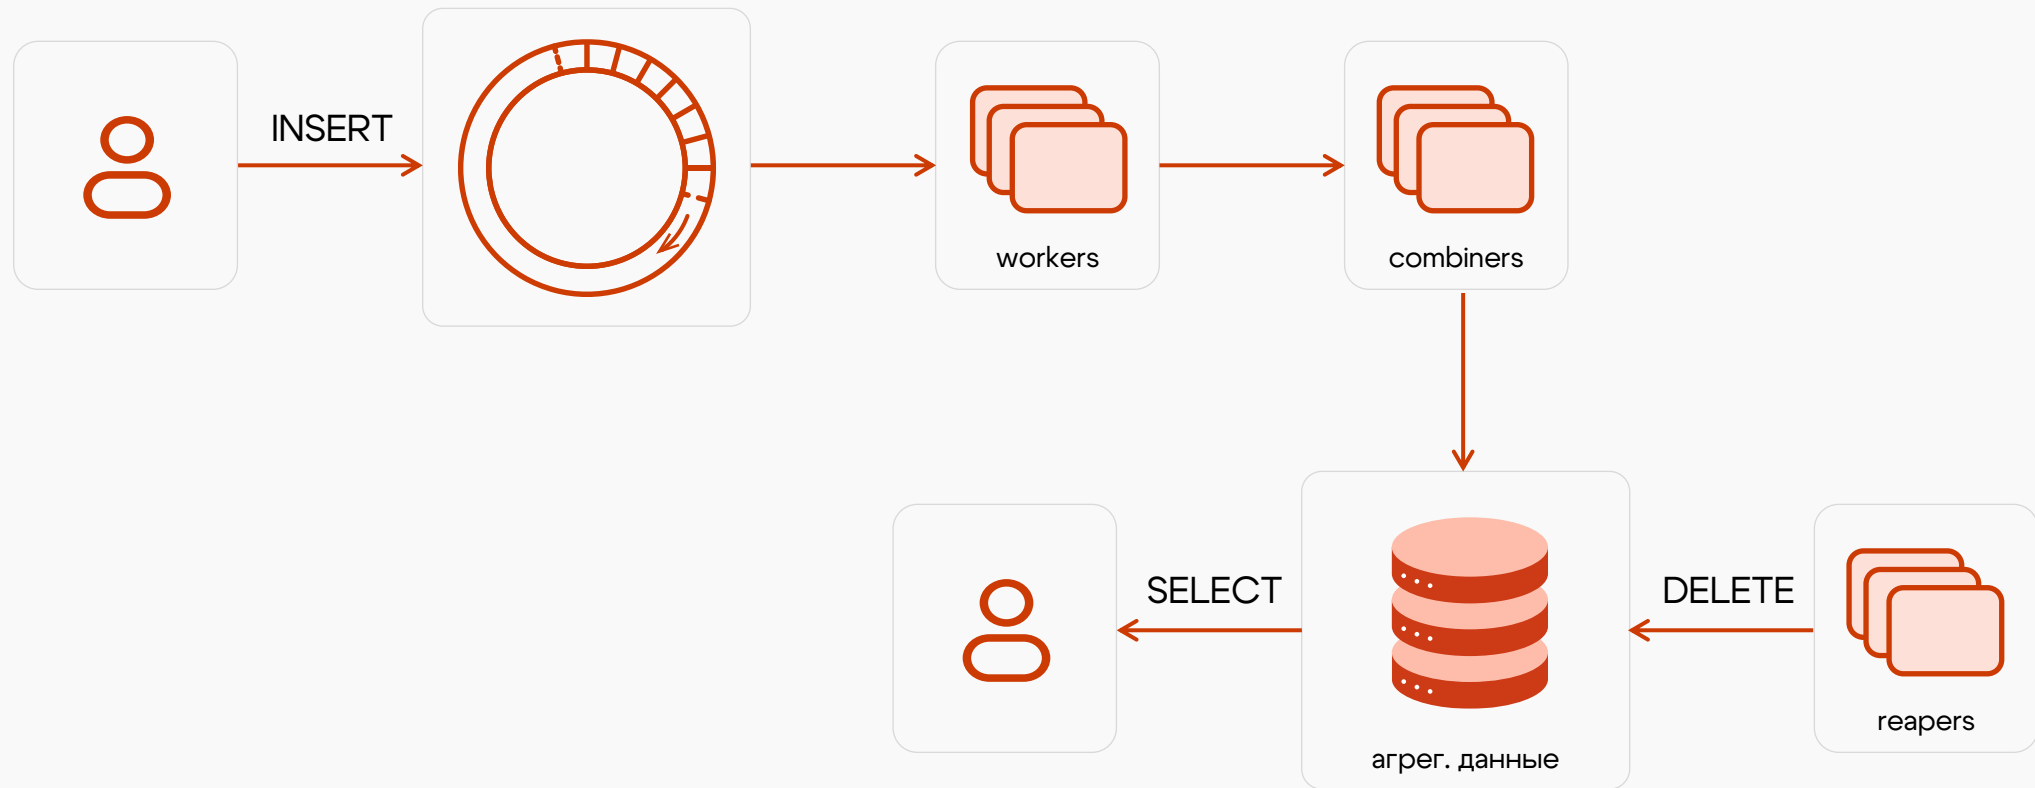 INSERT
workers
combiners
SELECT
DELETE
агрег. данные
reapers